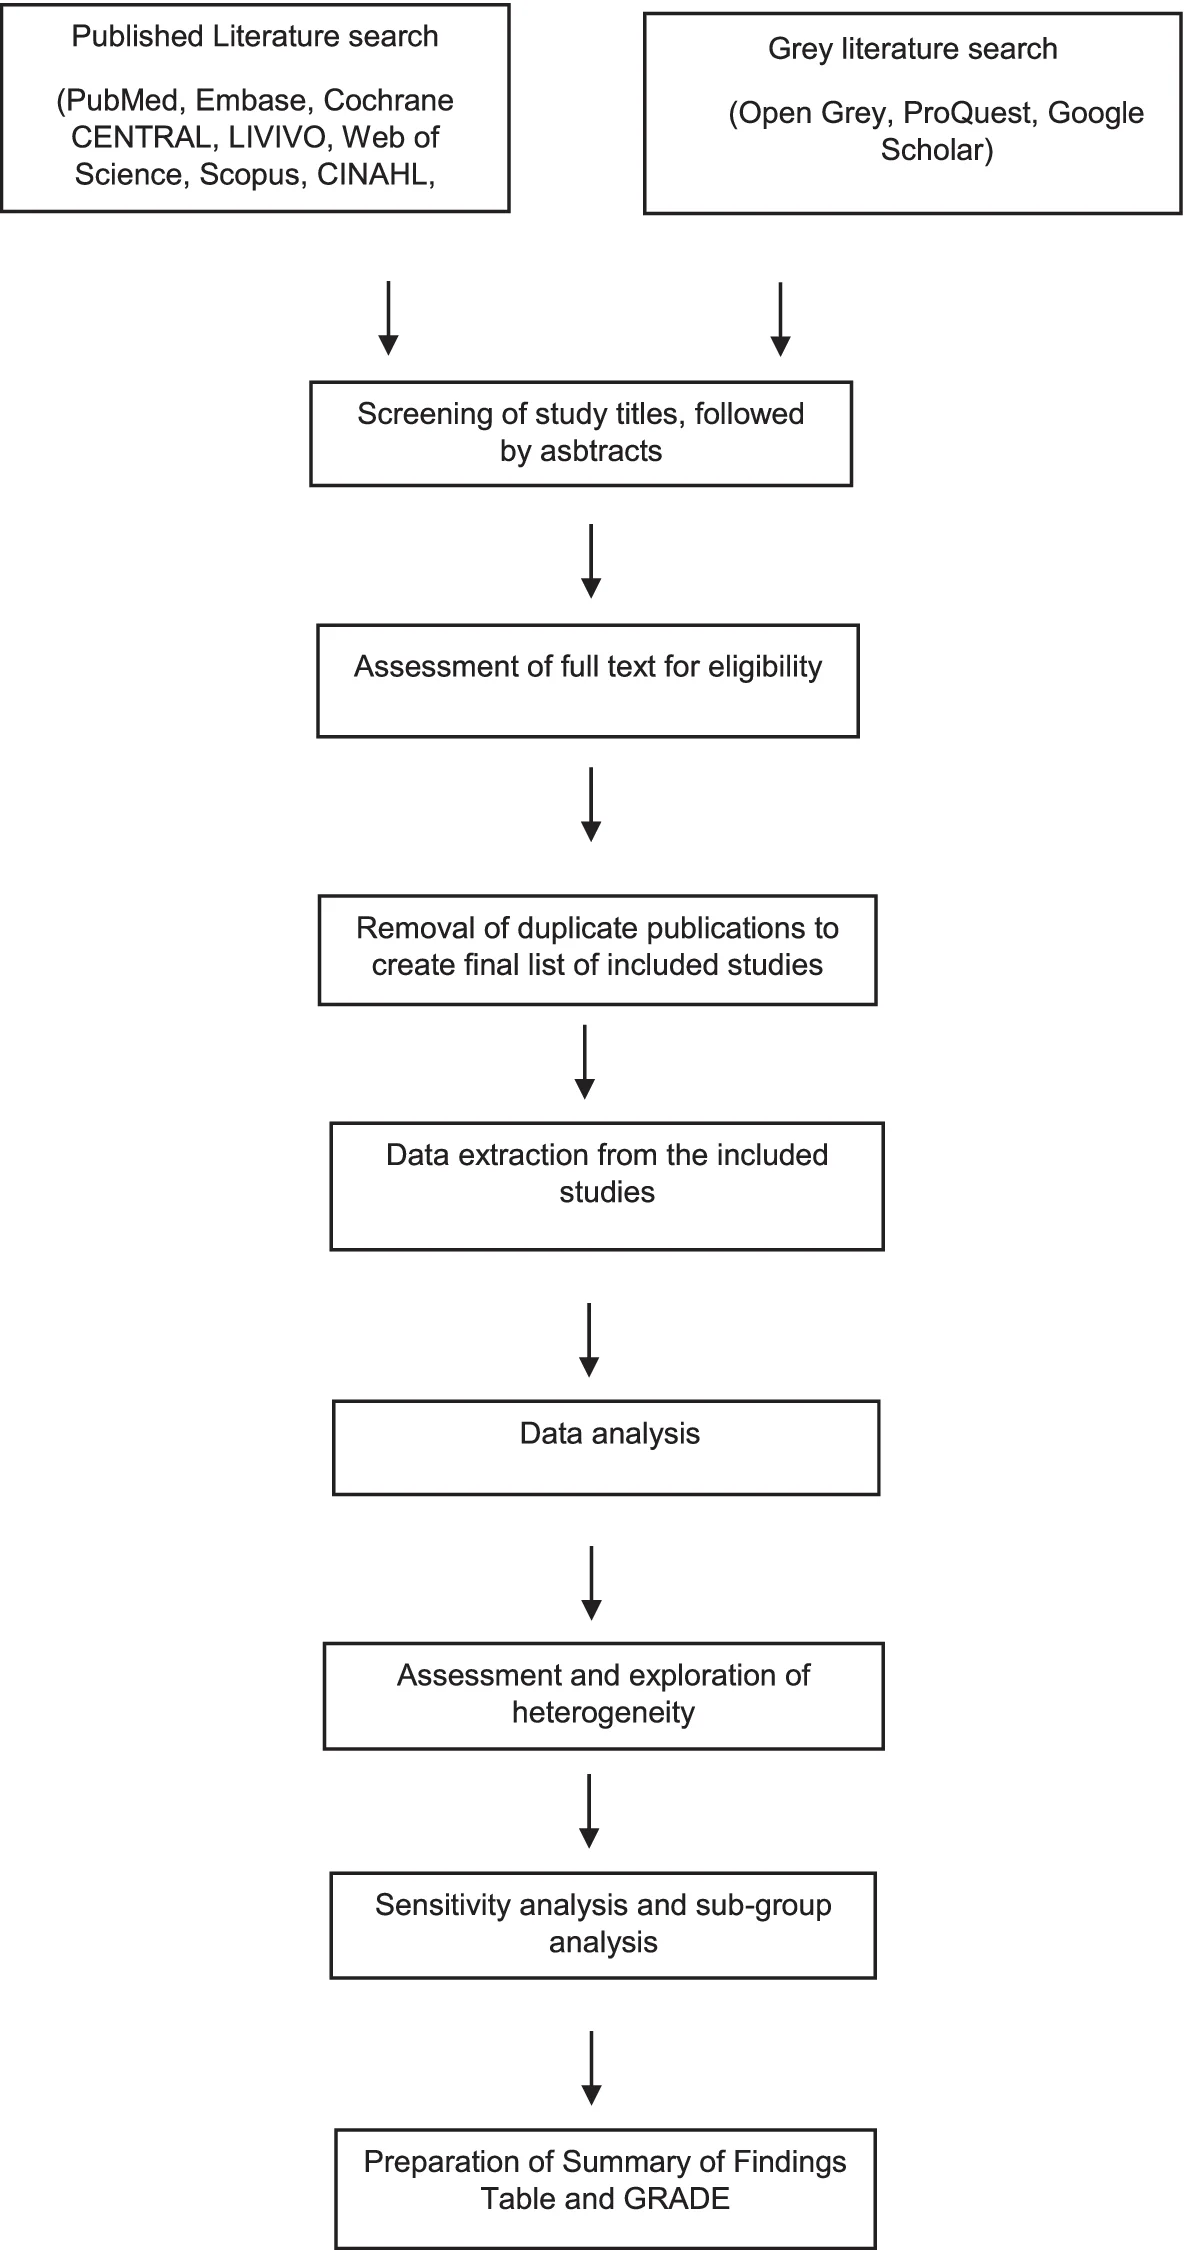 Published Literature search
(PubMed, Embase, Cochrane
CENTRAL, LIVIVO, Web of
Science, Scopus, CINAHL,
Grey literature search
(Open Grey, ProQuest, Google
Scholar)
Screening of study titles, followed
by asbtracts
Assessment of full text for eligibility
Removal of duplicate publications to
create final list of included studies
Data extraction from the included
studies
Data analysis
Assessment and exploration of
heterogeneity
Sensitivity analysis and sub-group
analysis
Preparation of Summary of Findings
Table and GRADE